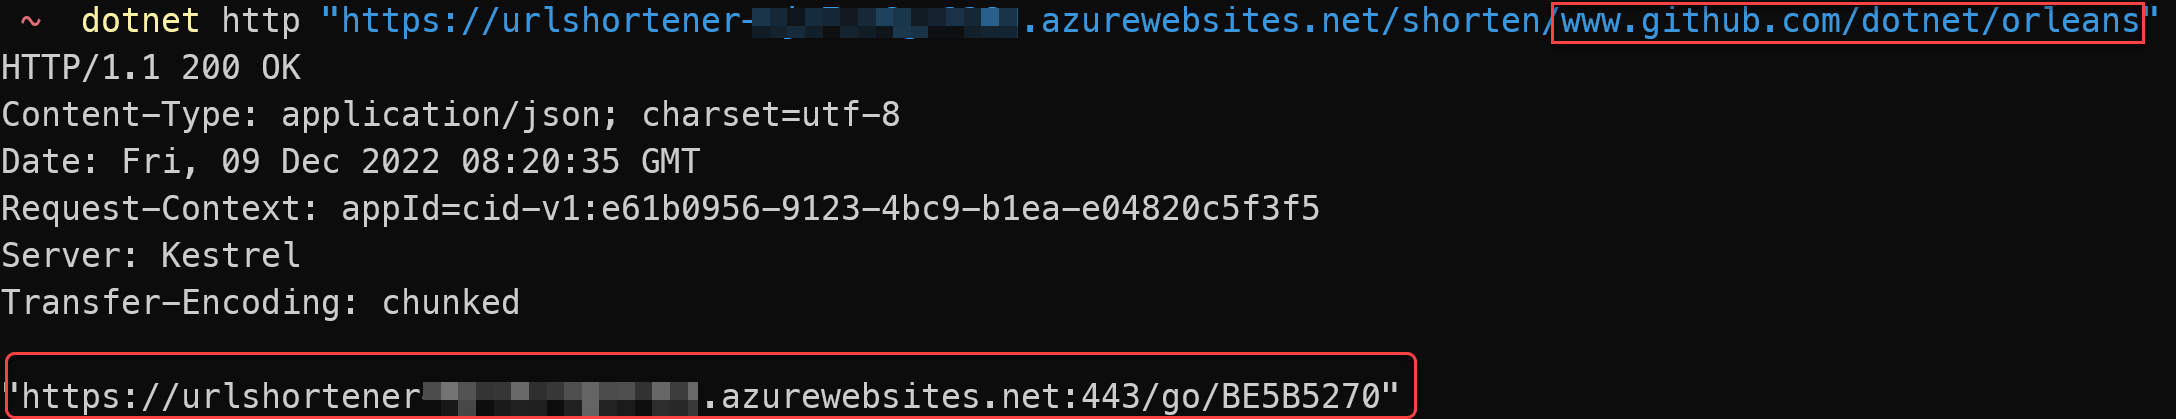 ~ dotnet http "https://urlshortener-.azurewebsites.net/shorten/www.github.com/dotnet/orleans"
HTTP/1.1 200 OK
Content-Type: application/json; charset=utf-8
Date: Fri, 09 Dec 2022 08:20:35 GMT
Request-Context: appId=cid-v1:e61b0956-9123-4bc9-b1ea-e04820c5f3f5
Server: Kestrel
Transfer-Encoding: chunked
"https://urlshortener.azurewebsites.net:443/go/BE5B5270"